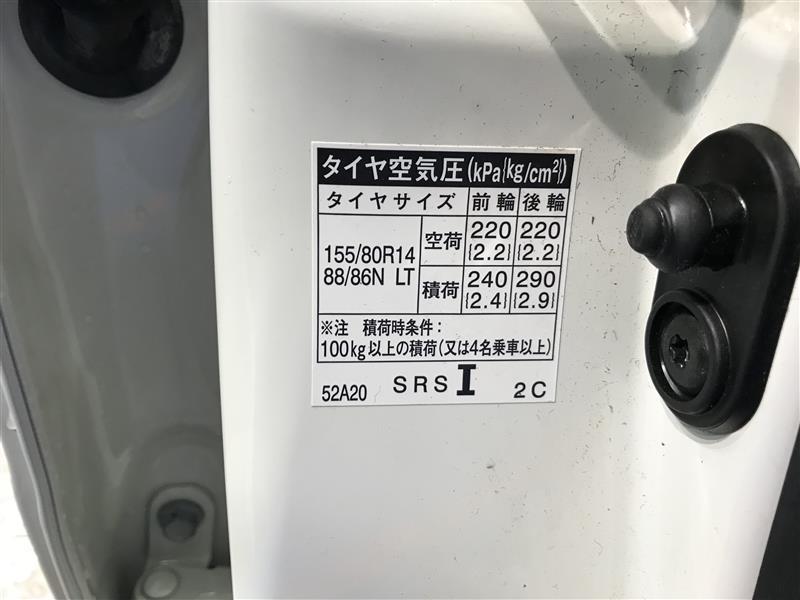 タイヤ空気圧(kPa{kg/cm²})
タイヤサイズ 前輪 後輪
155/80R14
88/86N LT
空荷 220 220
{2.2} {2.2}
積荷 240 290
{2.4} {2.9}
※注 積荷時条件:
100kg以上の積荷(又は4名乗車以上)
52A20 SRS I 2C